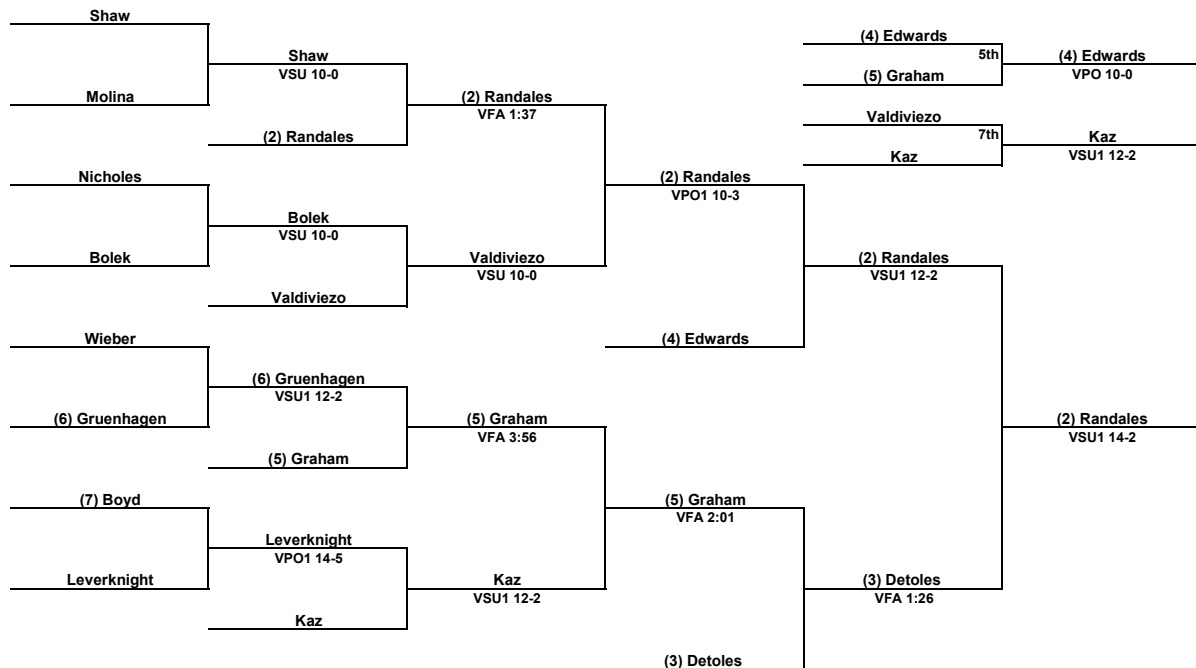 Shaw
(4) Edwards
Shaw
5th
(4) Edwards
VSU 10-0
VPO 10-0
(5) Graham
Molina
(2) Randales
VFA 1:37
Valdiviezo
(2) Randales
7th
Kaz
Kaz
VSU1 12-2
Nicholes
(2) Randales
VPO1 10-3
Bolek
VSU 10-0
Bolek
Valdiviezo
(2) Randales
VSU 10-0
VSU1 12-2
Valdiviezo
Wieber
(4) Edwards
(6) Gruenhagen
VSU1 12-2
(6) Gruenhagen
(5) Graham
(2) Randales
VFA 3:56
VSU1 14-2
(5) Graham
(7) Boyd
(5) Graham
VFA 2:01
Leverknight
VPO1 14-5
Leverknight
Kaz
(3) Detoles
VSU1 12-2
VFA 1:26
Kaz
(3) Detoles